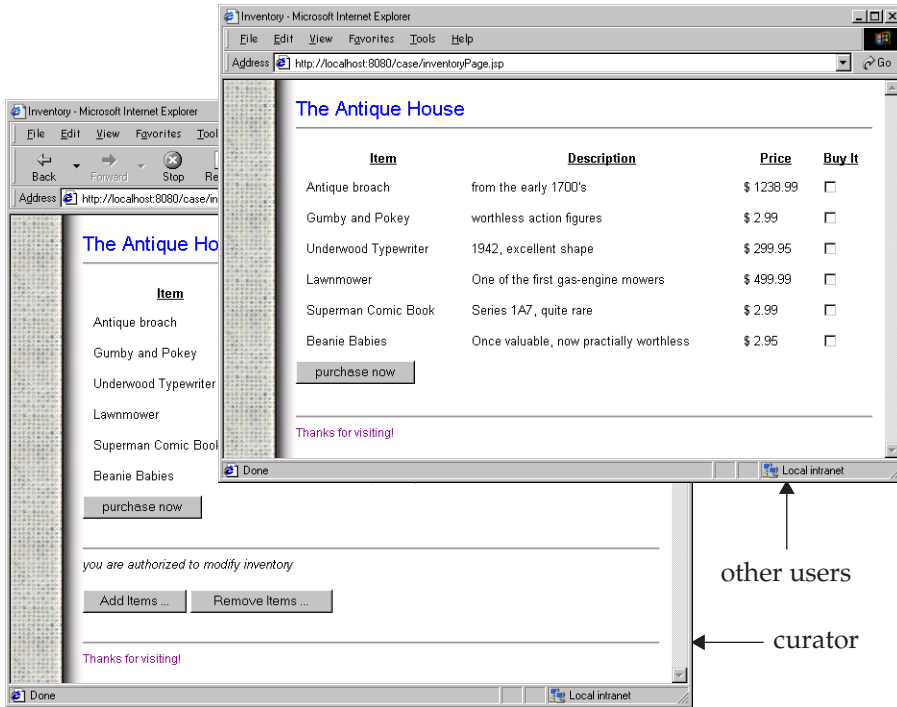 Inventory - Microsoft Internet Explorer
File Edit View Favorites Tools Help
Address http://localhost:8080/case/inventoryPage.jsp Go
The Antique House
Item Description Price Buy It
Antique broach from the early 1700's $ 1238.99
Gumby and Pokey worthless action figures $ 2.99
Underwood Typewriter 1942, excellent shape $ 299.95
Lawnmower One of the first gas-engine mowers $ 499.99
Superman Comic Book Series 1A7, quite rare $ 2.99
Beanie Babies Once valuable, now practially worthless $ 2.95
purchase now
Thanks for visiting!
Done Local intranet
other users
Inventory - Microsoft Internet Explorer
File Edit View Favorites Tool
Back Forward Stop Re
Address http://localhost:8080/case/in
The Antique Ho
Item
Antique broach
Gumby and Pokey
Underwood Typewriter
Lawnmower
Superman Comic Book
Beanie Babies
purchase now
you are authorized to modify inventory
Add Items ... Remove Items ...
Thanks for visiting!
Done Local intranet
curator